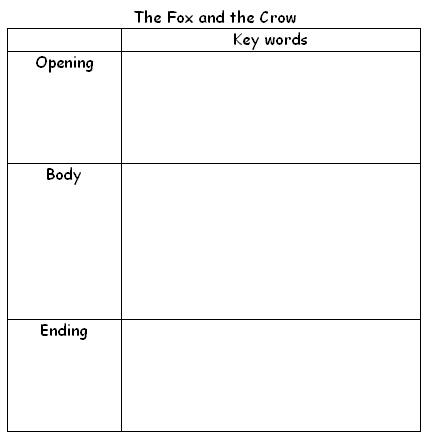 The Fox and the Crow
Key words
Opening
Body
Ending